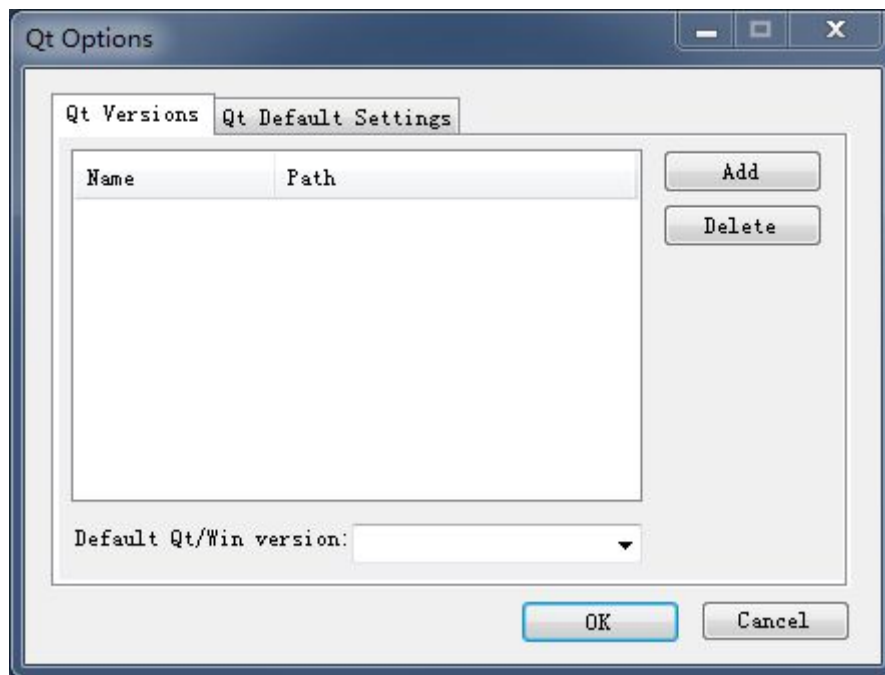 Qt Options
Qt Versions Qt Default Settings
Name Path
Add
Delete
Default Qt/Win version:
OK Cancel